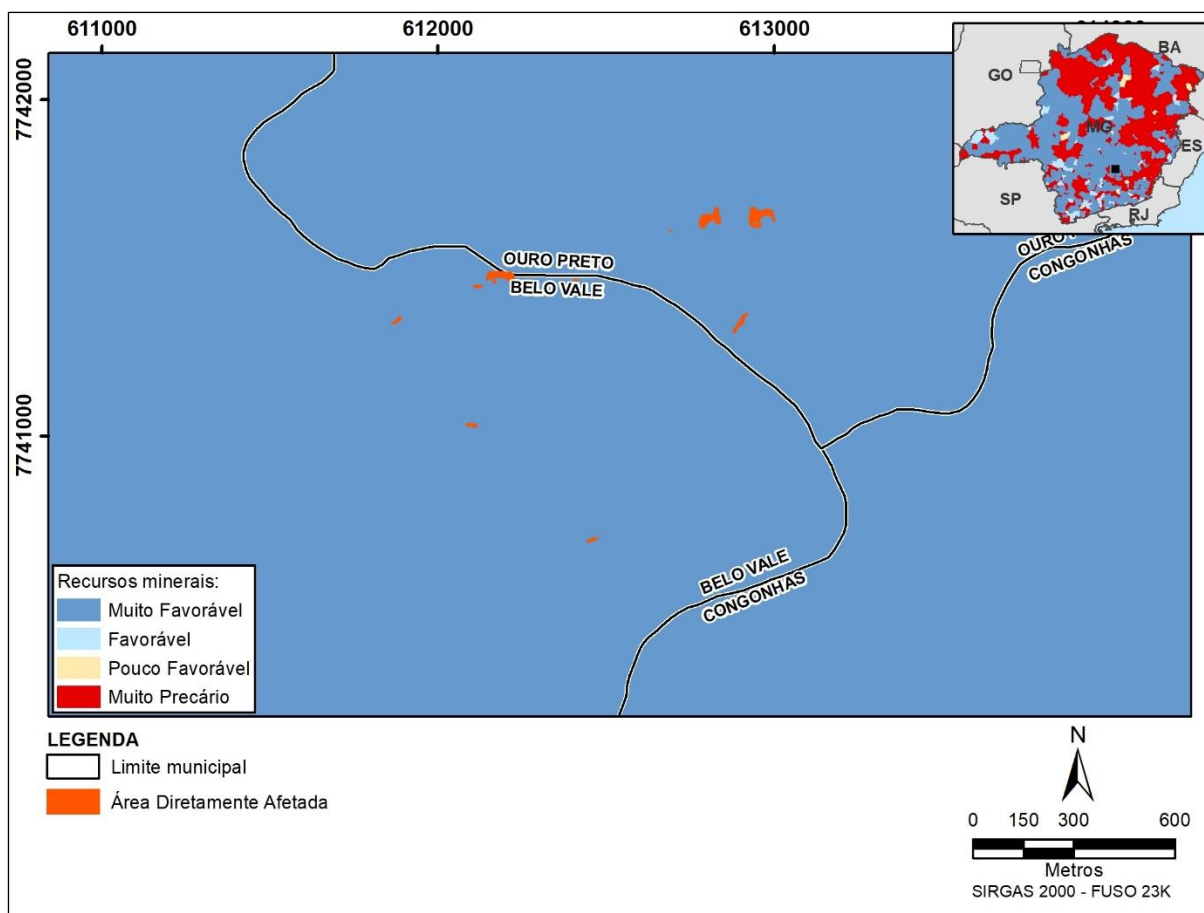 611000
612000
613000
7742000
7741000
BA
GO
MG
ES
SP
RJ
CONGONHAS
OURO PRETO
BELO VALE
BELO VALE
CONGONHAS
Recursos minerais:
Muito Favorável
Favorável
Pouco Favorável
Muito Precário
LEGENDA
Limite municipal
Área Diretamente Afetada
N
0 150 300 600
Metros
SIRGAS 2000 - FUSO 23K